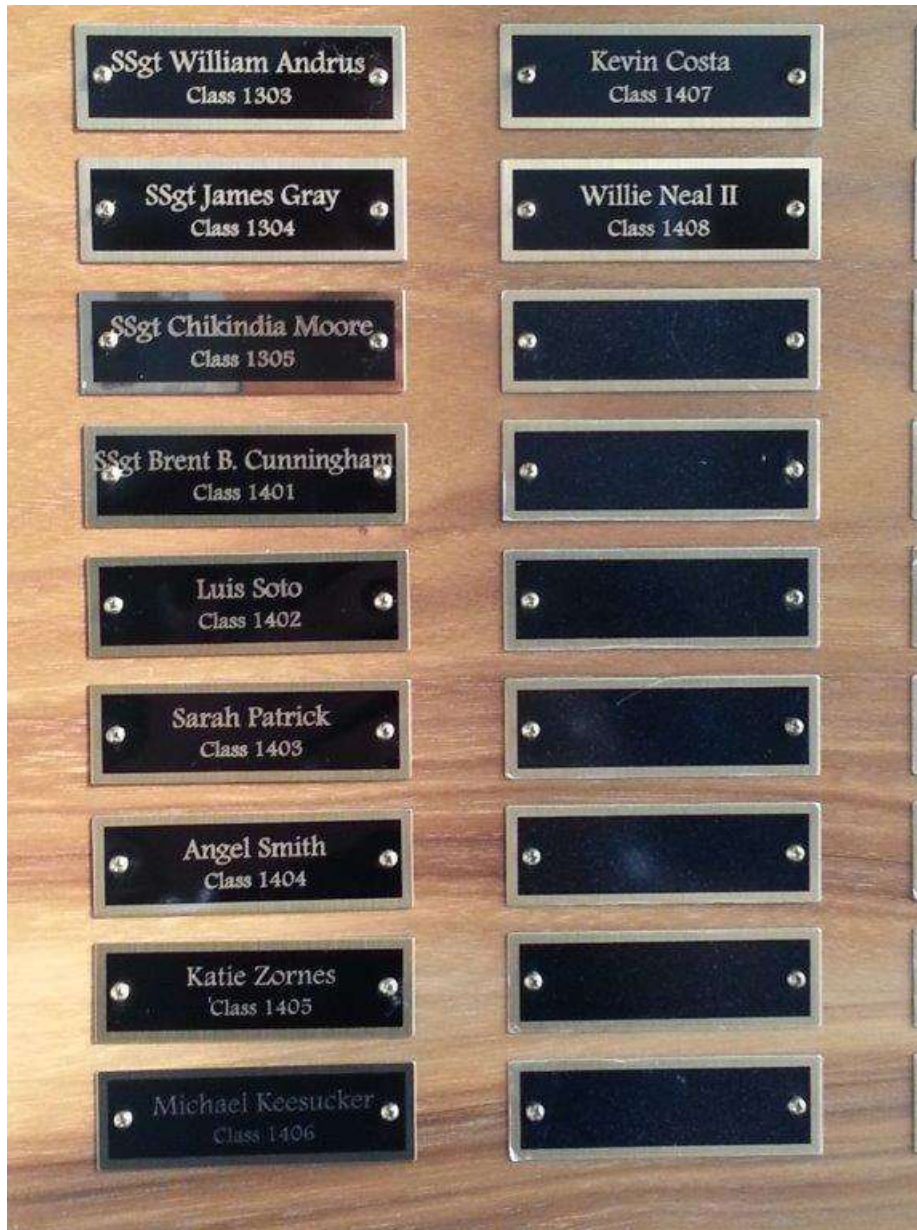 SSgt William Andrus
Class 1303
SSgt James Gray
Class 1304
SSgt Chikindia Moore
Class 1305
SSgt Brent B. Cunningham
Class 1401
Luis Soto
Class 1402
Sarah Patrick
Class 1403
Angel Smith
Class 1404
Katie Zornes
Class 1405
Michael Keesucker
Class 1406
Kevin Costa
Class 1407
Willie Neal II
Class 1408